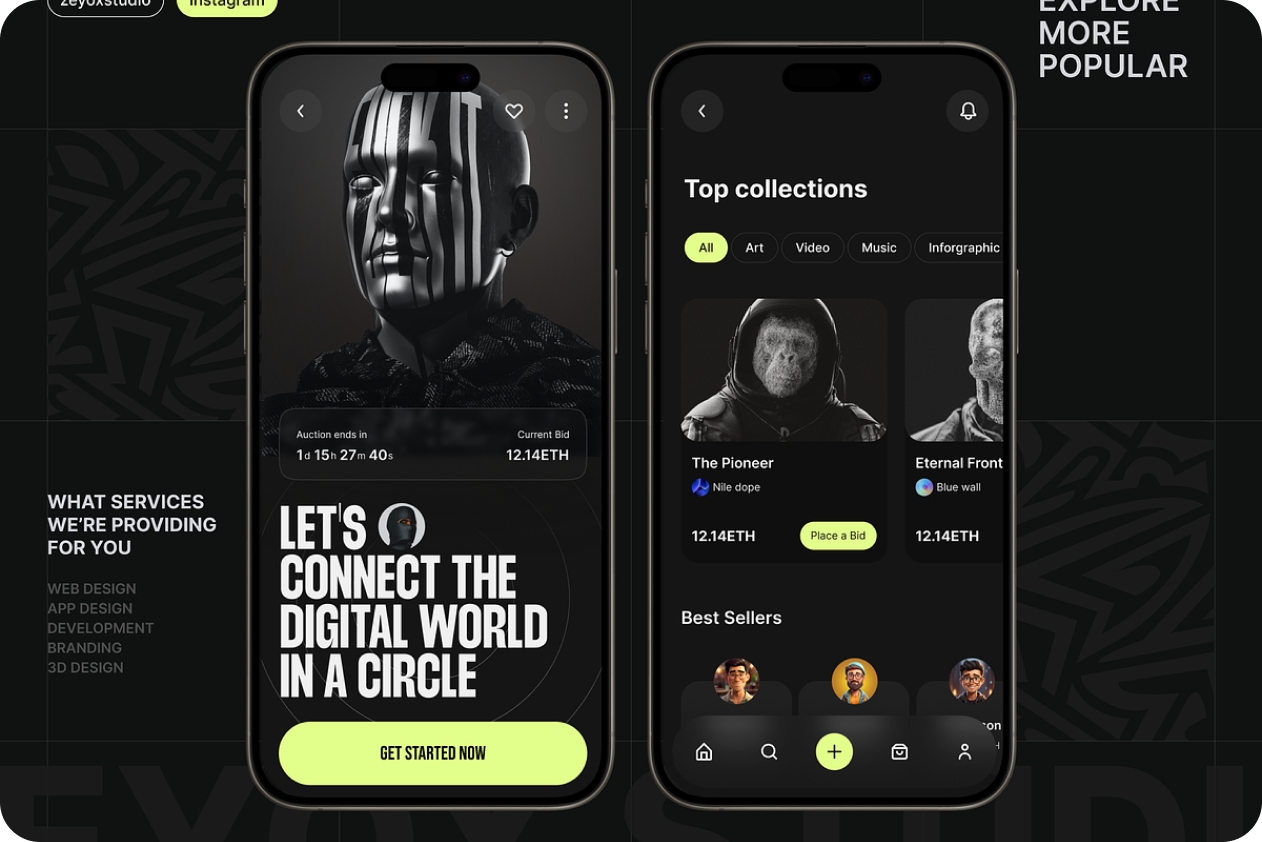 zeyoxstudio
Instagram
EXPLORE
MORE
POPULAR
WHAT SERVICES
WE'RE PROVIDING
FOR YOU
WEB DESIGN
APP DESIGN
DEVELOPMENT
BRANDING
3D DESIGN
Auction ends in
1d 15h 27m 40s
Current Bid
12.14ETH
LET'S
CONNECT THE
DIGITAL WORLD
IN A CIRCLE
GET STARTED NOW
Top collections
All
Art
Video
Music
Inforgraphic
The Pioneer
Nile dope
12.14ETH
Place a Bid
Eternal Front
Blue wall
12.14ETH
Best Sellers